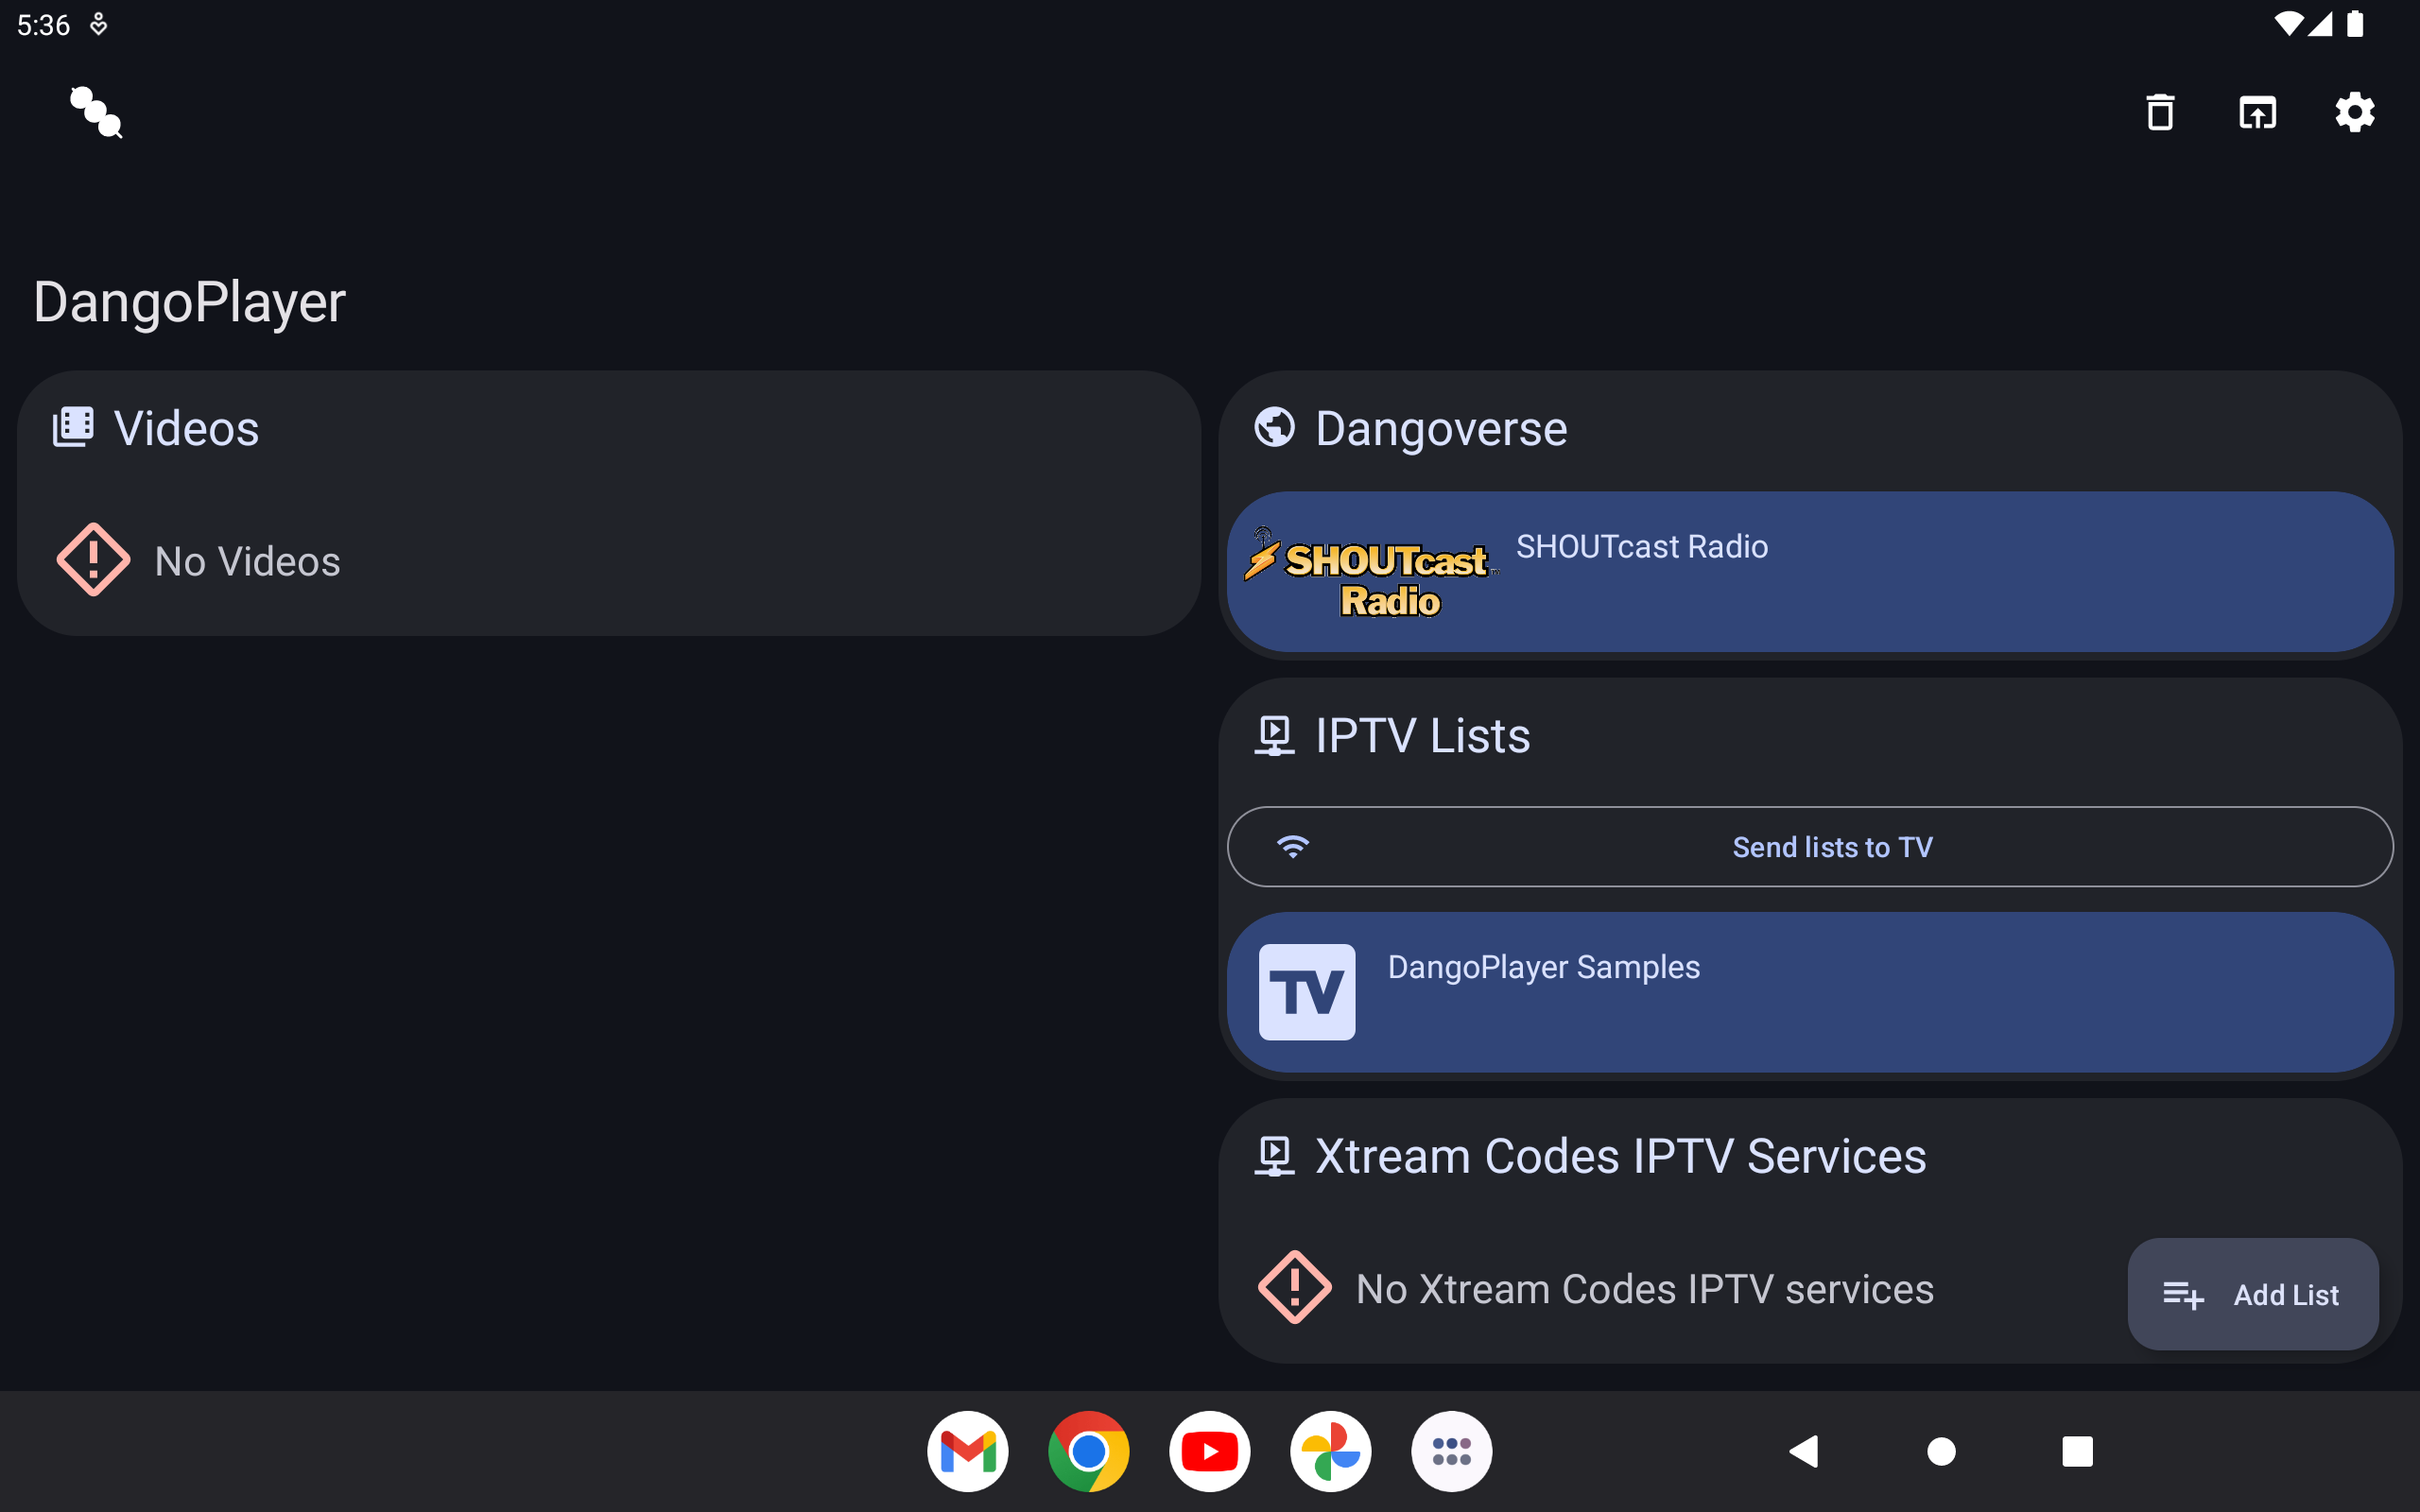 5:36
DangoPlayer
Videos
No Videos
Dangoverse
SHOUTcast
Radio
SHOUTcast Radio
IPTV Lists
Send lists to TV
TV
DangoPlayer Samples
Xtream Codes IPTV Services
No Xtream Codes IPTV services
Add List